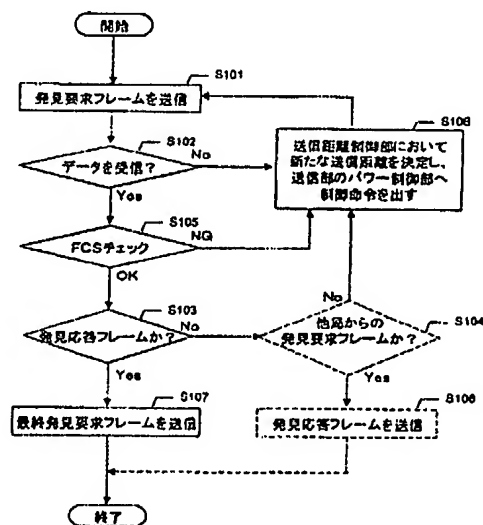 開始
S101
発見要求フレームを送信
S102
データを受信？
No
Yes
S108
送信距離制御部において
新たな送信距離を決定し、
送信部のパワー制御部へ
制御命令を出す
S105
FCSチェック
NG
OK
S103
発見応答フレームか？
No
Yes
S104
他局からの
発見要求フレームか？
No
Yes
S107
最終発見要求フレームを送信
S106
発見応答フレームを送信
終了